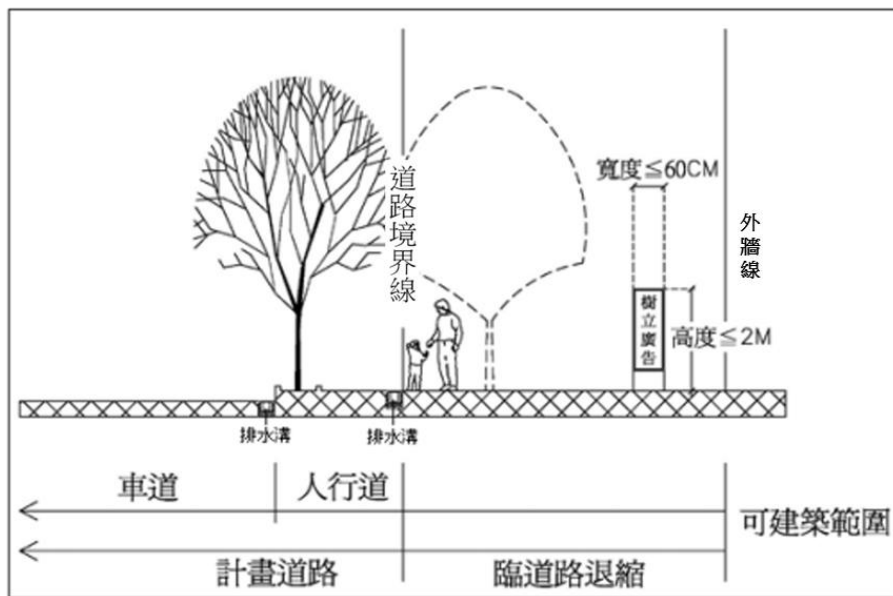 道路境界線
寬度≦60CM
外牆線
樹立廣告
高度≦2M
排水溝
排水溝
車道
人行道
可建築範圍
計畫道路
臨道路退縮